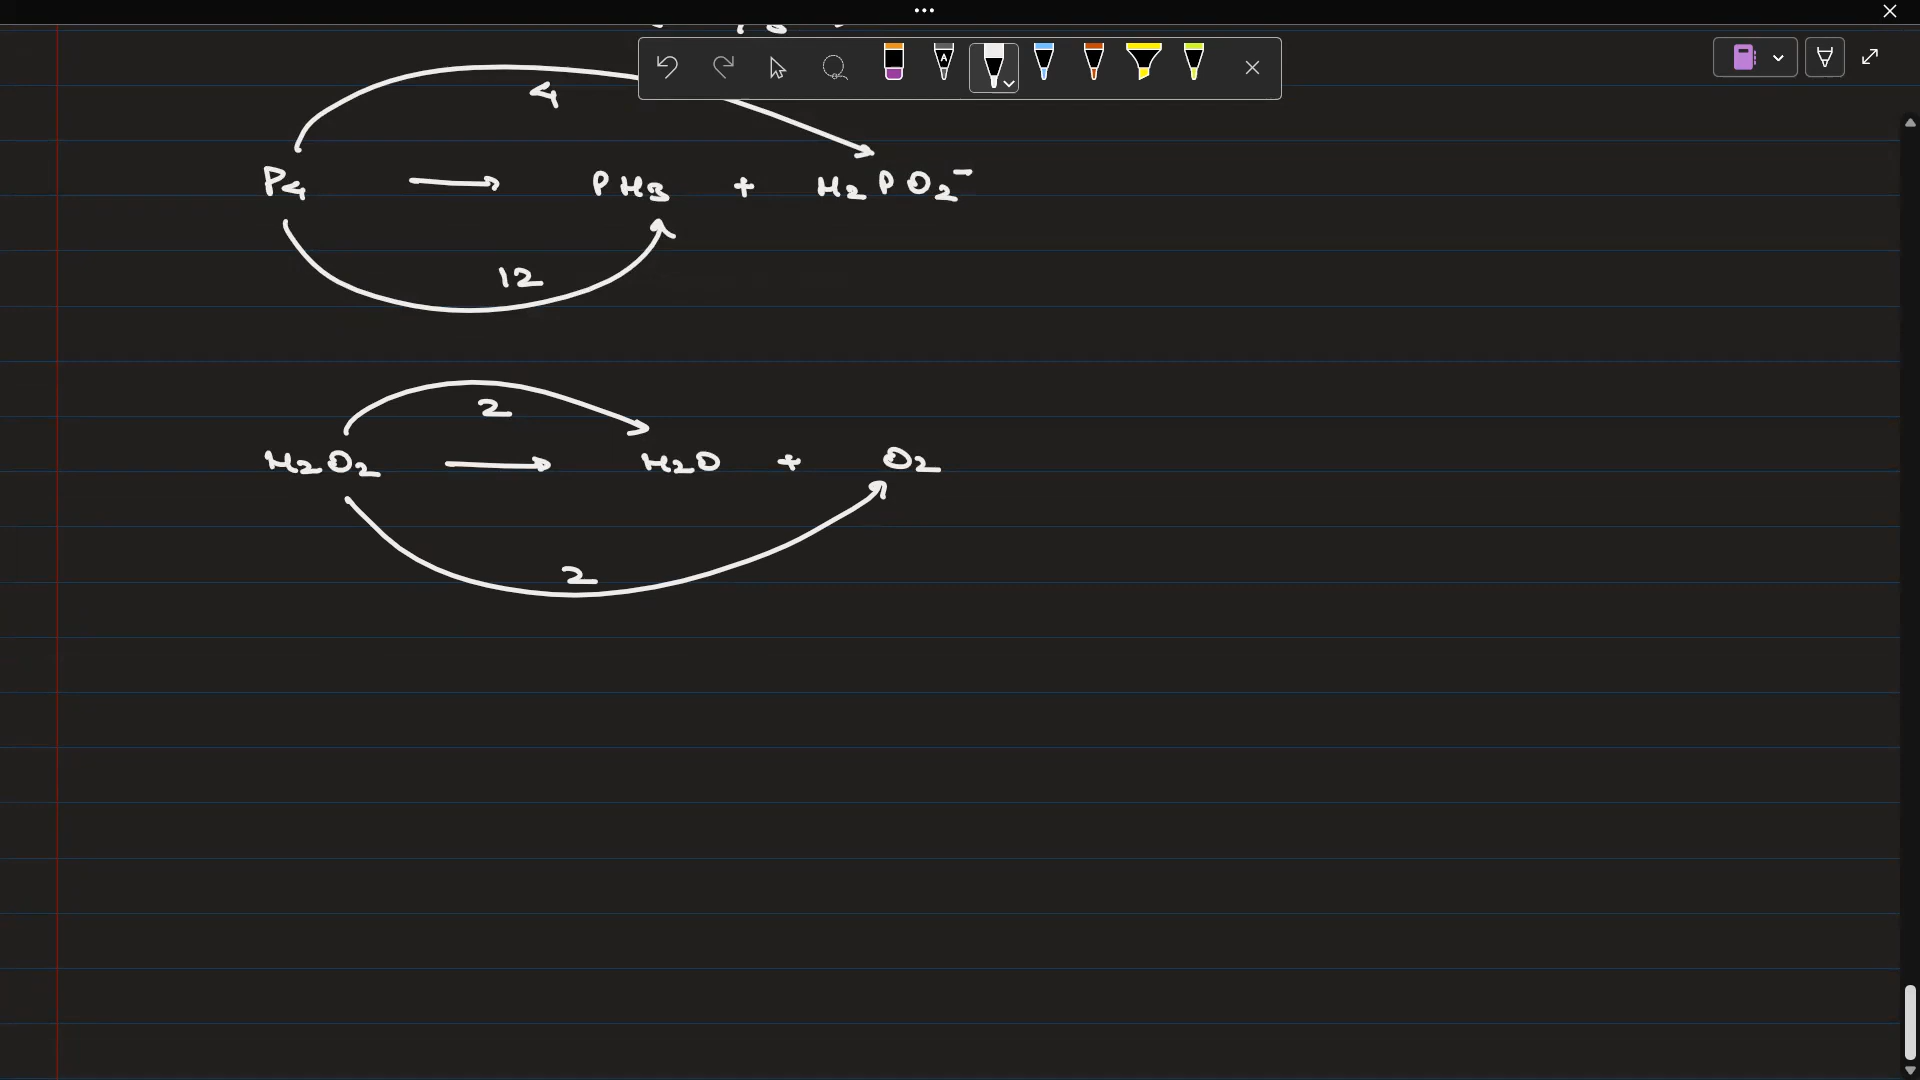 4
P₄ ⟶ PH₃ + H₂PO₂⁻
12
2
H₂O₂ ⟶ H₂O + O₂
2